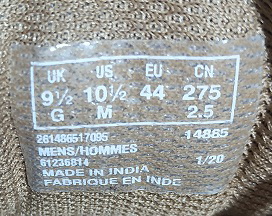 UK US EU CN
9½ 10½ 44 275
G M 2.5
261486517095 14885
MENS/HOMMES
61236814 1/20
MADE IN INDIA
FABRIQUE EN INDE